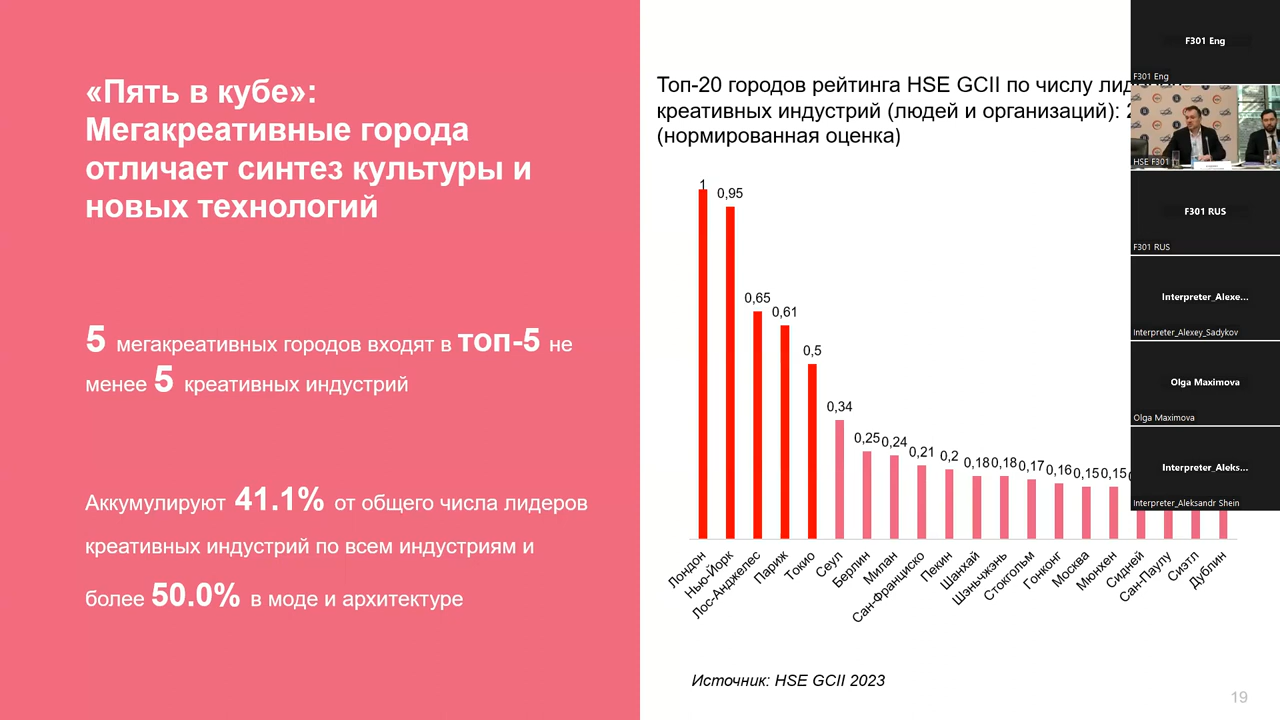 «Пять в кубе»:
Мегакреативные города
отличает синтез культуры и
новых технологий
5 мегакреативных городов входят в топ-5 не
менее 5 креативных индустрий
Аккумулируют 41.1% от общего числа лидеров
креативных индустрий по всем индустриям и
более 50.0% в моде и архитектуре
Топ-20 городов рейтинга HSE GCII по числу
креативных индустрий (людей и организаций):
(нормированная оценка)
1
0,95
0,65
0,61
0,5
0,34
0,25
0,24
0,21
0,2
0,18
0,18
0,17
0,16
0,15
0,15
Лондон
Нью-Йорк
Лос-Анджелес
Париж
Токио
Сеул
Берлин
Милан
Сан-Франциско
Пекин
Шанхай
Шэньчжэнь
Стокгольм
Гонконг
Москва
Мюнхен
Сидней
Сан-Паулу
Сиэтл
Дублин
Источник: HSE GCII 2023
19
F301 Eng
F301 Eng
HSE F301
F301 RUS
F301 RUS
Interpreter_Alexe...
Interpreter_Alexey_Sadykov
Olga Maximova
Olga Maximova
Interpreter_Aleks...
Interpreter_Aleksandr Shein